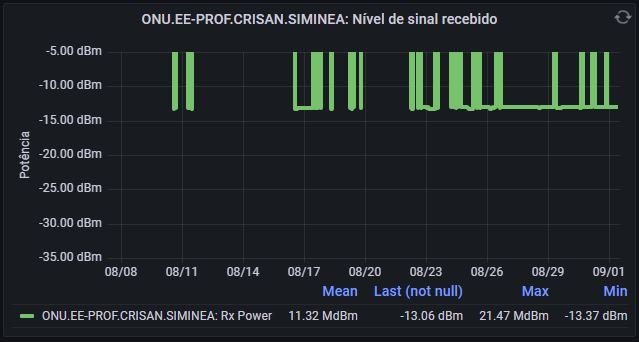 ONU.EE-PROF.CRISAN.SIMINEA: Nível de sinal recebido
Potência
-5.00 dBm
-10.00 dBm
-15.00 dBm
-20.00 dBm
-25.00 dBm
-30.00 dBm
-35.00 dBm
08/08 08/11 08/14 08/17 08/20 08/23 08/26 08/29 09/01
Mean Last (not null) Max Min
ONU.EE-PROF.CRISAN.SIMINEA: Rx Power 11.32 MdBm -13.06 dBm 21.47 MdBm -13.37 dBm